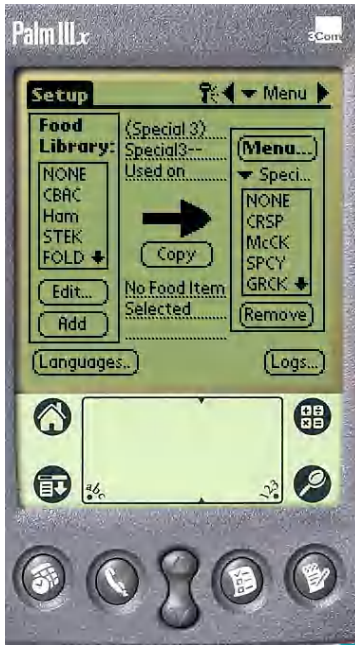 Palm IIIx
3Com
Setup
Menu
Food
Library:
NONE
CBAC
Ham
STEK
FOLD
Edit...
Add
(Special 3)
Special3--
Used on
Copy
No Food Item
Selected
Menu...
Speci...
NONE
CRSP
McCK
SPCY
GRCK
Remove
Languages..
Logs...
abc
123